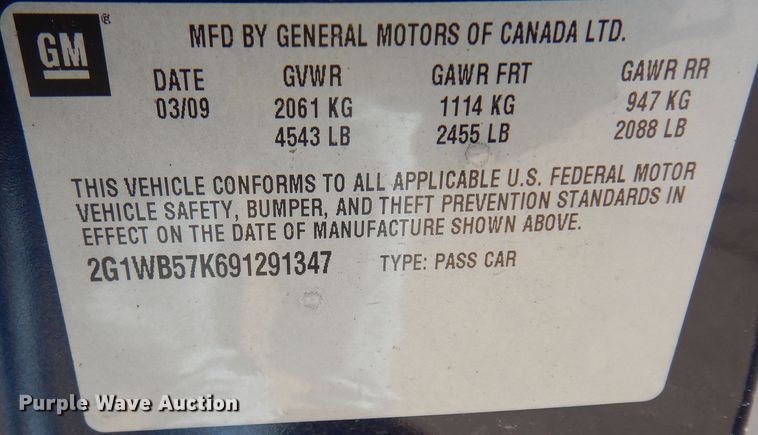 GM ®
MFD BY GENERAL MOTORS OF CANADA LTD.
DATE GVWR GAWR FRT GAWR RR
03/09 2061 KG 1114 KG 947 KG
4543 LB 2455 LB 2088 LB
THIS VEHICLE CONFORMS TO ALL APPLICABLE U.S. FEDERAL MOTOR
VEHICLE SAFETY, BUMPER, AND THEFT PREVENTION STANDARDS IN
EFFECT ON THE DATE OF MANUFACTURE SHOWN ABOVE.
2G1WB57K691291347 TYPE: PASS CAR
Purple Wave Auction